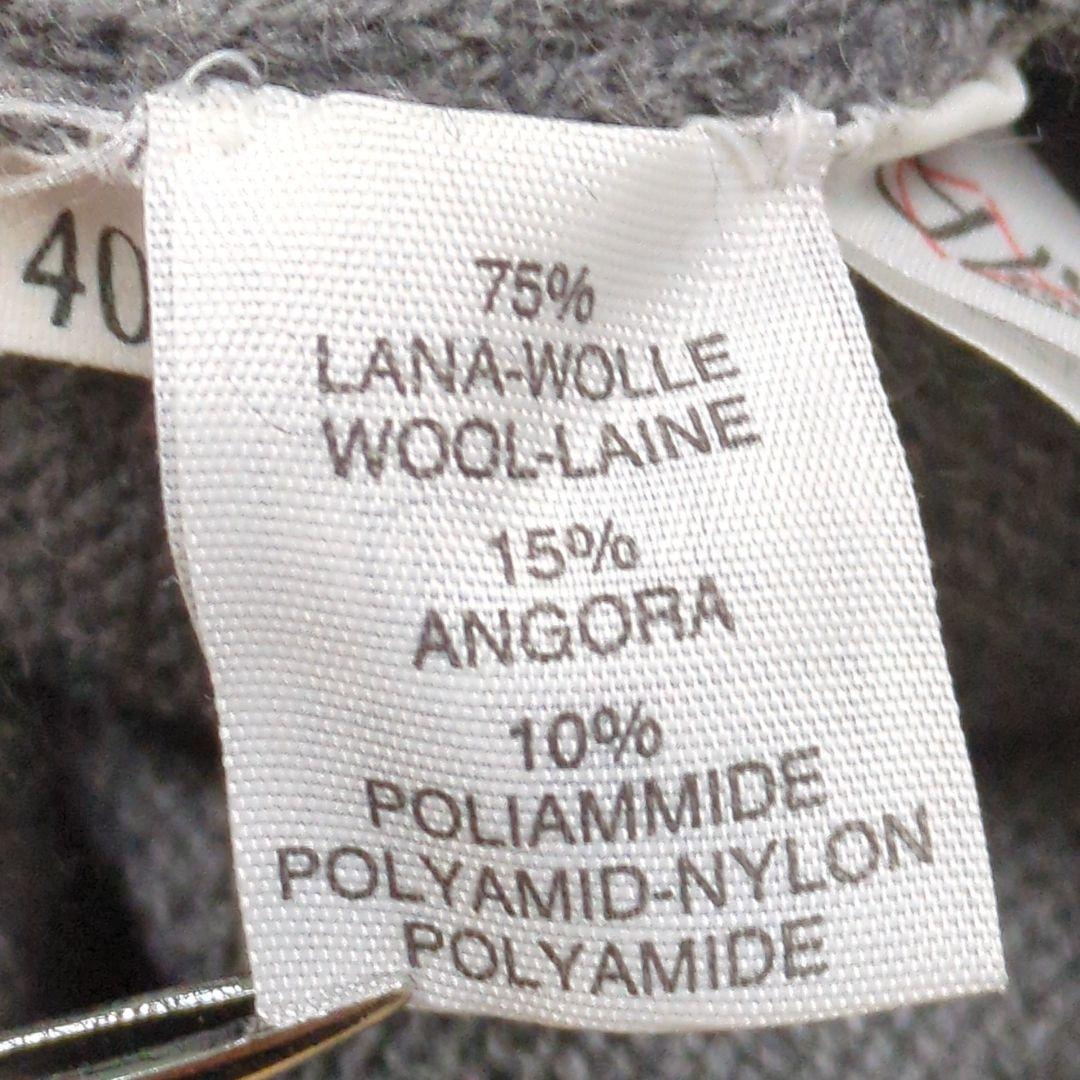 40
75%
LANA-WOLLE
WOOL-LAINE
15%
ANGORA
10%
POLIAMMIDE
POLYAMID-NYLON
POLYAMIDE